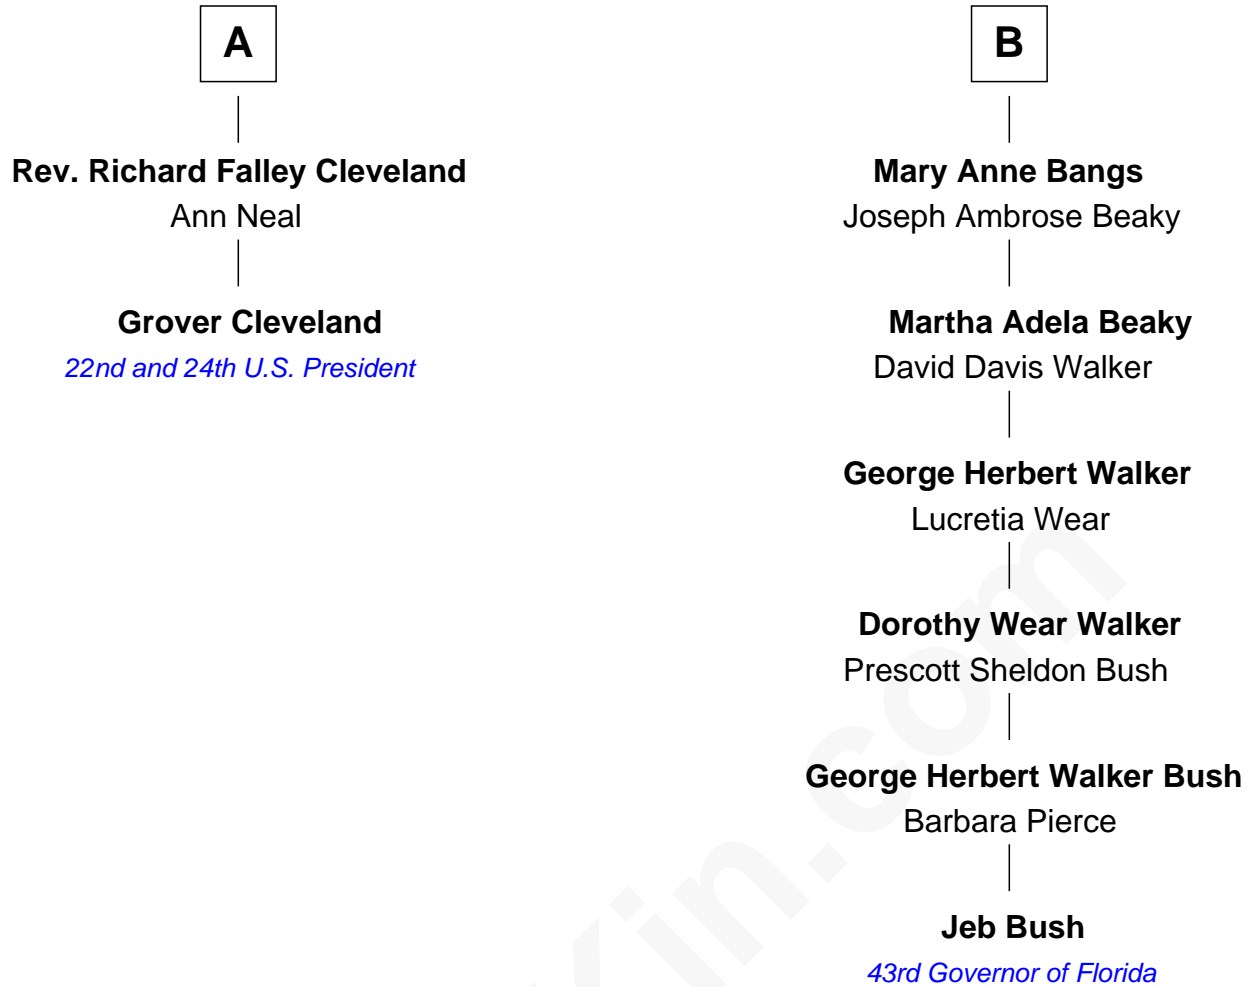 A
Rev. Richard Falley Cleveland
Ann Neal
Grover Cleveland
22nd and 24th U.S. President
B
Mary Anne Bangs
Joseph Ambrose Beaky
Martha Adela Beaky
David Davis Walker
George Herbert Walker
Lucretia Wear
Dorothy Wear Walker
Prescott Sheldon Bush
George Herbert Walker Bush
Barbara Pierce
Jeb Bush
43rd Governor of Florida
Kin.com